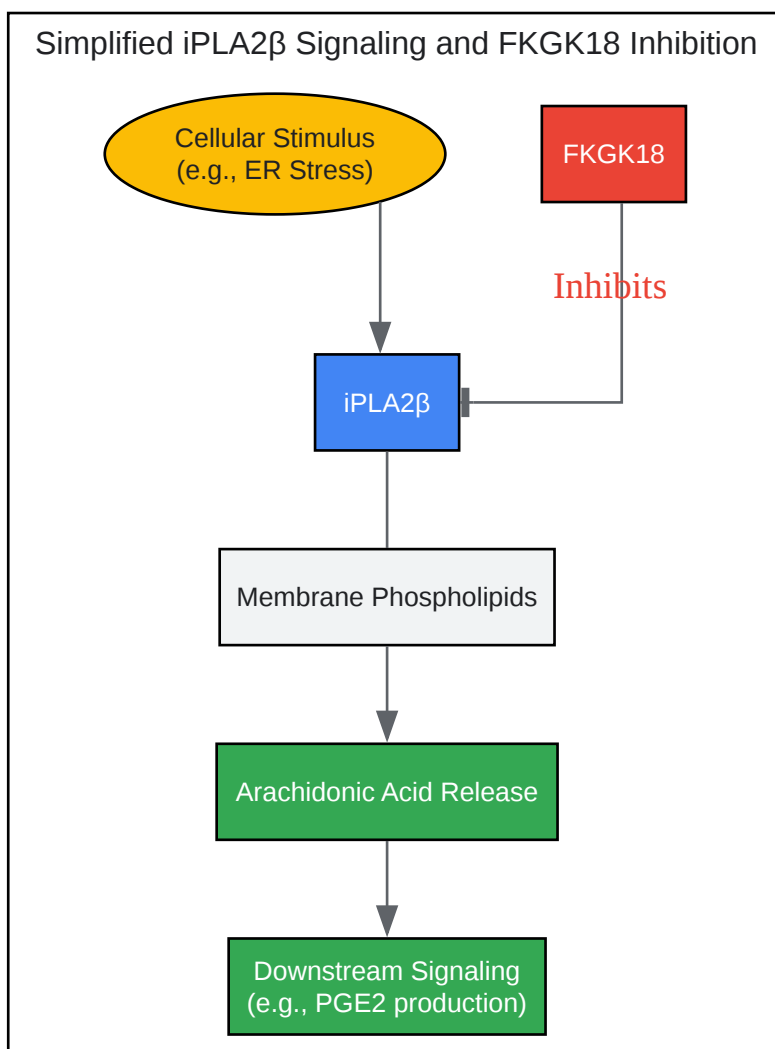 Simplified iPLA2β Signaling and FKGK18 Inhibition
Cellular Stimulus
(e.g., ER Stress)
FKGK18
Inhibits
iPLA2β
Membrane Phospholipids
Arachidonic Acid Release
Downstream Signaling
(e.g., PGE2 production)